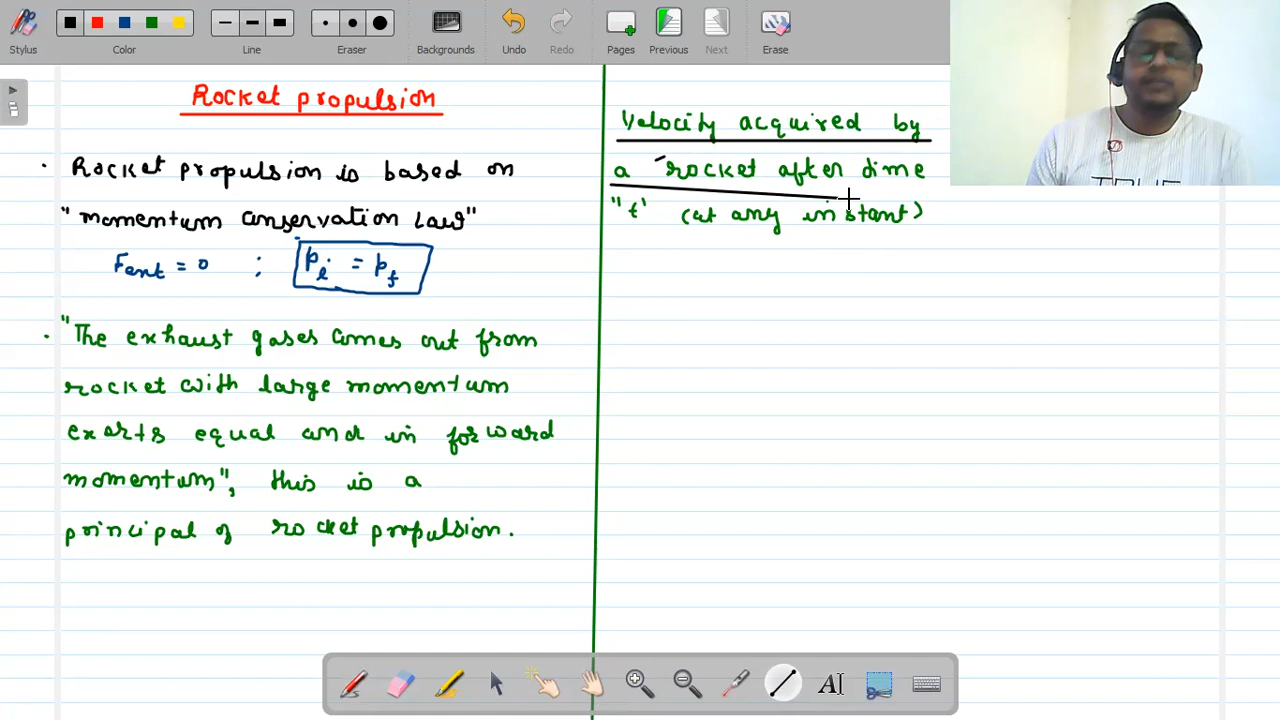 Stylus
Color
Line
Eraser
Backgrounds
Undo
Redo
Pages
Previous
Next
Erase
Rocket propulsion
· Rocket propulsion is based on
"momentum conservation Law"
Fext = 0 ; Pi = Pf
· "The exhaust gases comes out from
rocket with large momentum
exerts equal and in forward
momentum", this is a
principal of rocket propulsion.
Velocity acquired by
a rocket after time
"t" (at any instant)